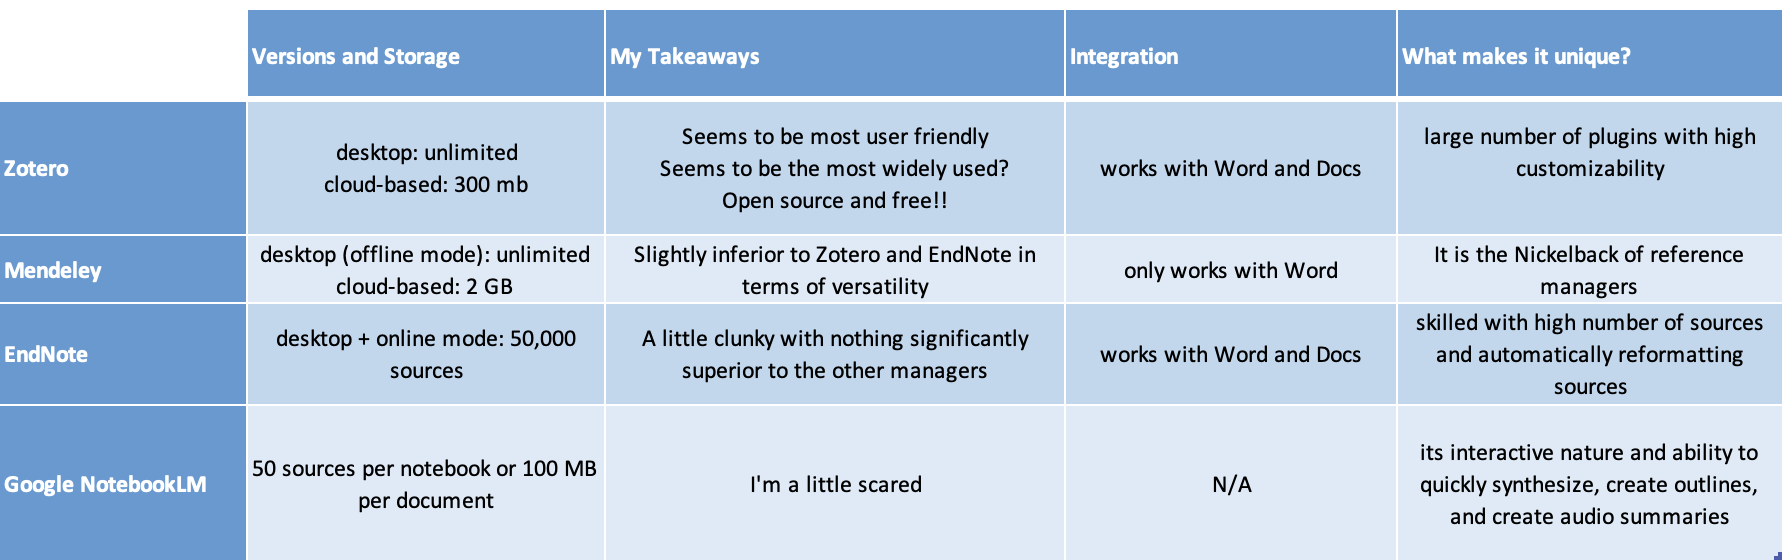 Versions and Storage
My Takeaways
Integration
What makes it unique?
Zotero
desktop: unlimited
cloud-based: 300 mb
Seems to be most user friendly
Seems to be the most widely used?
Open source and free!!
works with Word and Docs
large number of plugins with high
customizability
Mendeley
desktop (offline mode): unlimited
cloud-based: 2 GB
Slightly inferior to Zotero and EndNote in
terms of versatility
only works with Word
It is the Nickelback of reference
managers
EndNote
desktop + online mode: 50,000
sources
A little clunky with nothing significantly
superior to the other managers
works with Word and Docs
skilled with high number of sources
and automatically reformatting
sources
Google NotebookLM
50 sources per notebook or 100 MB
per document
I'm a little scared
N/A
its interactive nature and ability to
quickly synthesize, create outlines,
and create audio summaries